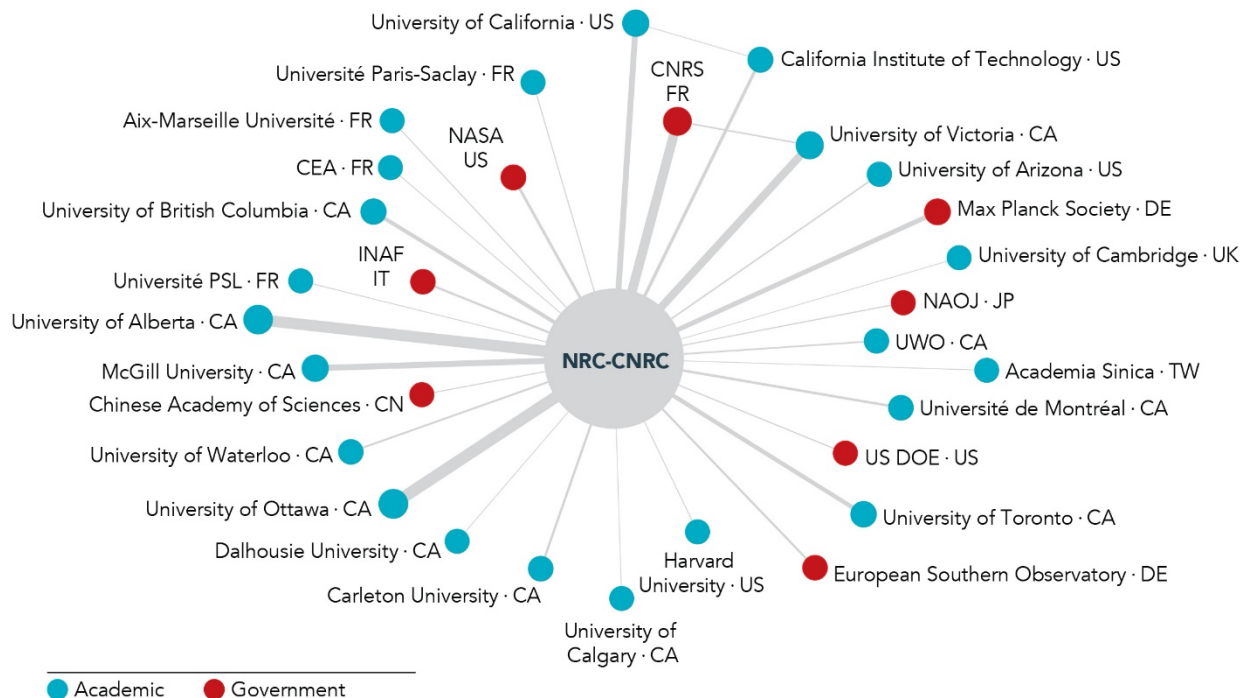 University of California · US
California Institute of Technology · US
Université Paris-Saclay · FR
CNRS
FR
Aix-Marseille Université · FR
NASA
US
University of Victoria · CA
CEA · FR
University of Arizona · US
University of British Columbia · CA
Max Planck Society · DE
INAF
IT
University of Cambridge · UK
Université PSL · FR
NAOJ · JP
University of Alberta · CA
UWO · CA
NRC-CNRC
McGill University · CA
Academia Sinica · TW
Chinese Academy of Sciences · CN
Université de Montréal · CA
University of Waterloo · CA
US DOE · US
University of Ottawa · CA
University of Toronto · CA
Dalhousie University · CA
Harvard
University · US
European Southern Observatory · DE
Carleton University · CA
University of
Calgary · CA
Academic
Government